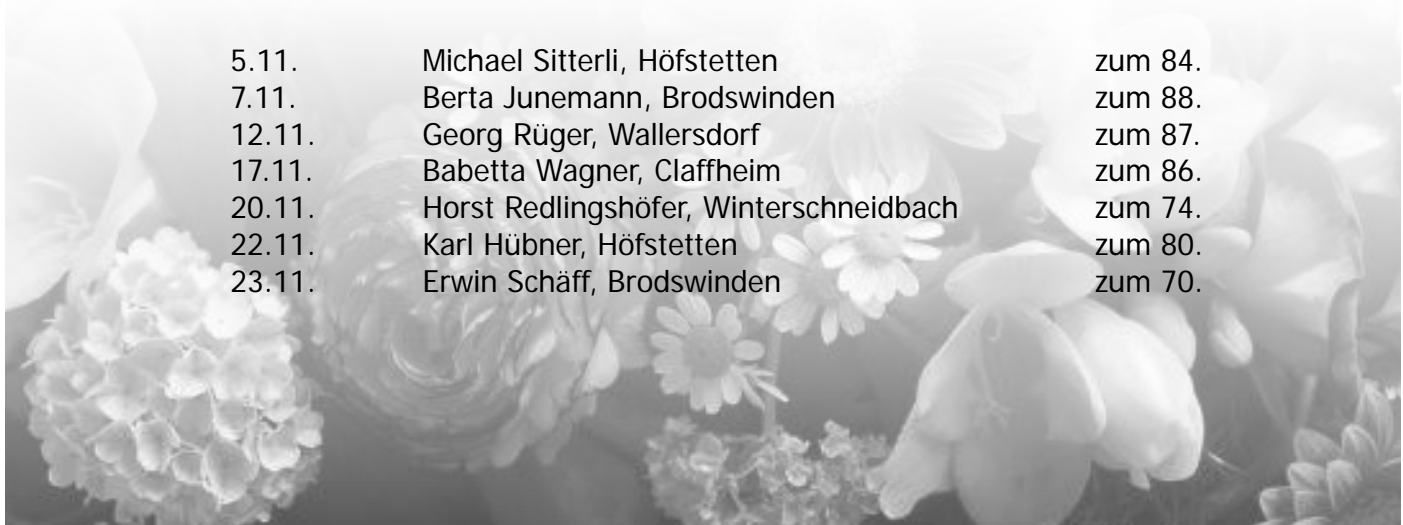 5.11. Michael Sitterli, Höfstetten zum 84.
7.11. Berta Junemann, Brodswinden zum 88.
12.11. Georg Rüger, Wallersdorf zum 87.
17.11. Babetta Wagner, Claffheim zum 86.
20.11. Horst Redlingshöfer, Winterschneidbach zum 74.
22.11. Karl Hübner, Höfstetten zum 80.
23.11. Erwin Schäff, Brodswinden zum 70.